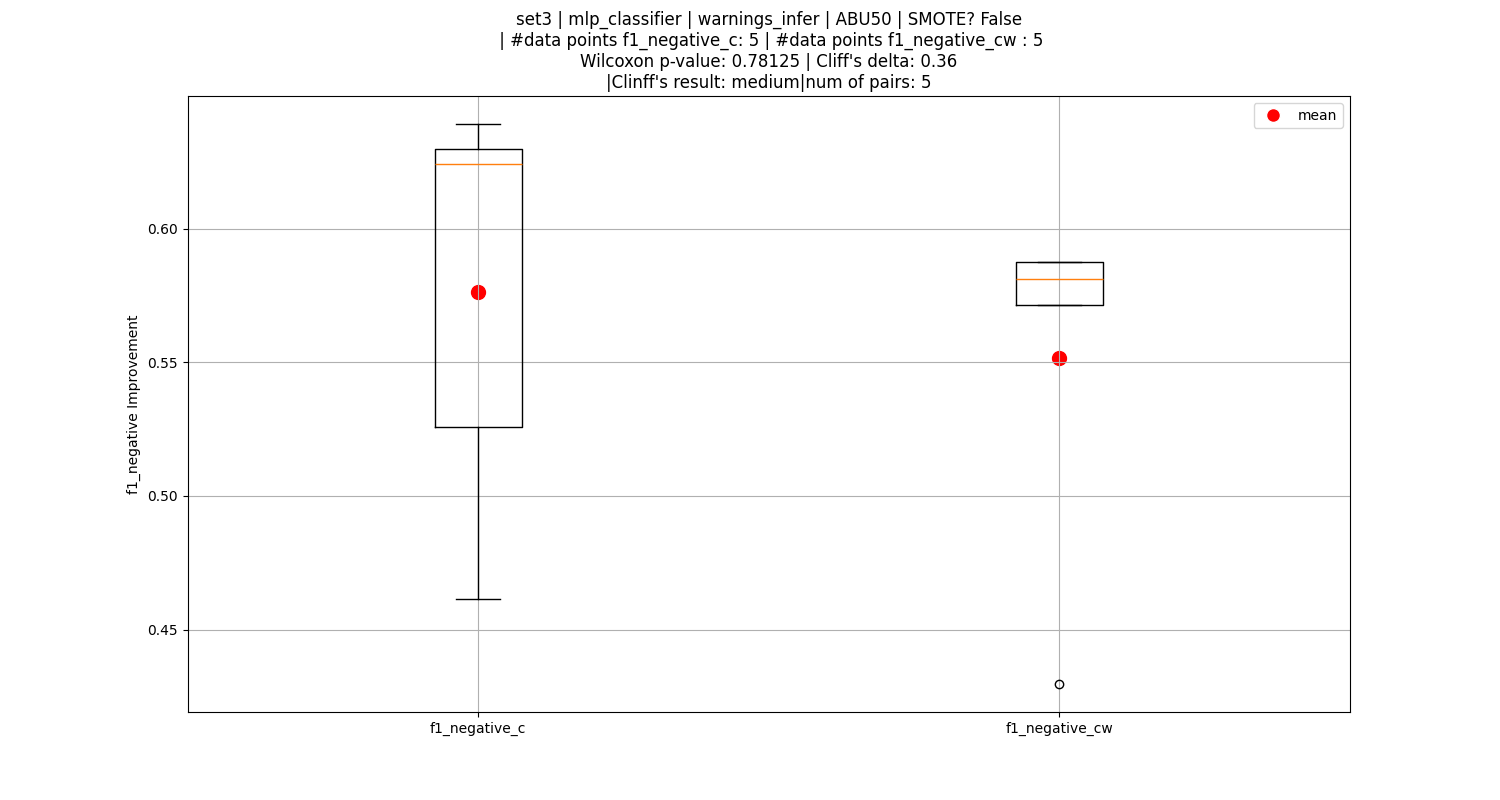 set3 | mlp_classifier | warnings_infer | ABU50 | SMOTE? False
| #data points f1_negative_c: 5 | #data points f1_negative_cw : 5
Wilcoxon p-value: 0.78125 | Cliff's delta: 0.36
|Clinff's result: medium|num of pairs: 5
mean
0.60
0.55
0.50
0.45
f1_negative Improvement
f1_negative_c
f1_negative_cw